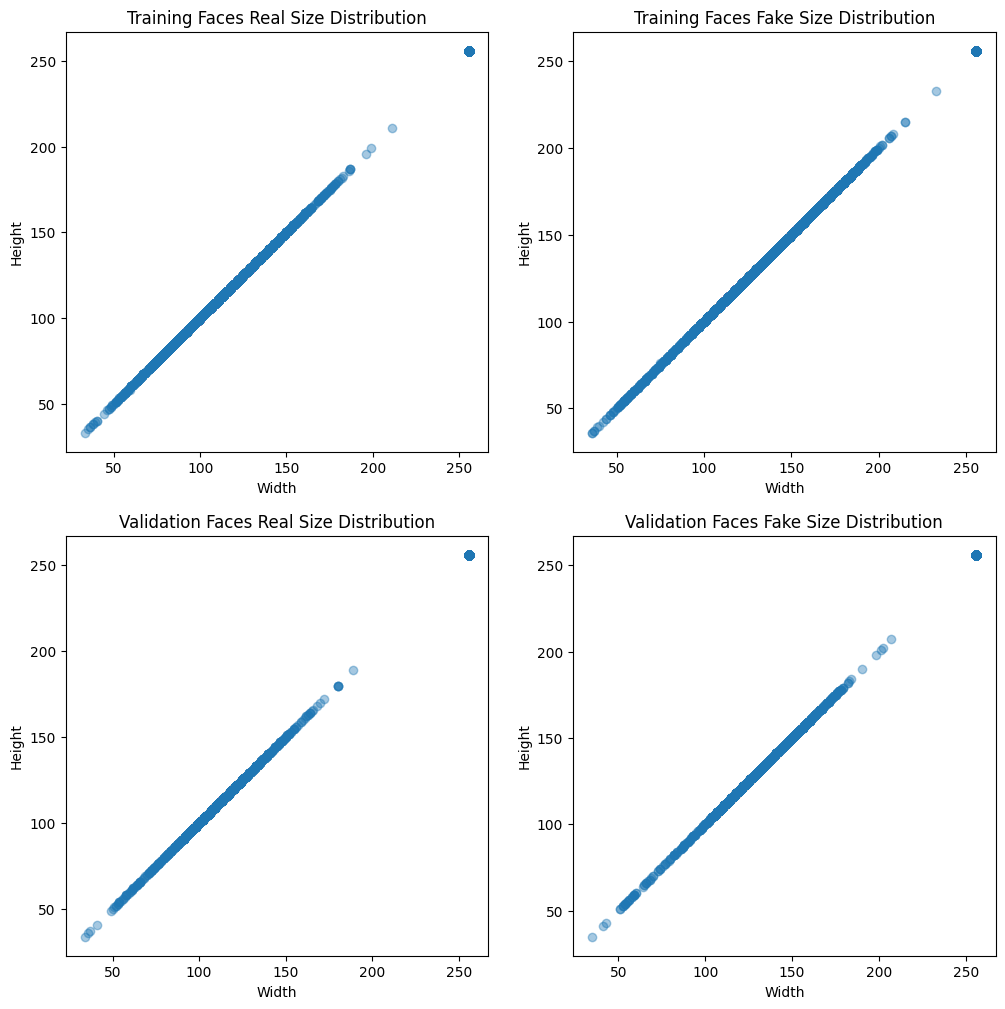 Training Faces Real Size Distribution
250
200
150
100
50
Height
50 100 150 200 250
Width
Training Faces Fake Size Distribution
250
200
150
100
50
Height
50 100 150 200 250
Width
Validation Faces Real Size Distribution
250
200
150
100
50
Height
50 100 150 200 250
Width
Validation Faces Fake Size Distribution
250
200
150
100
50
Height
50 100 150 200 250
Width